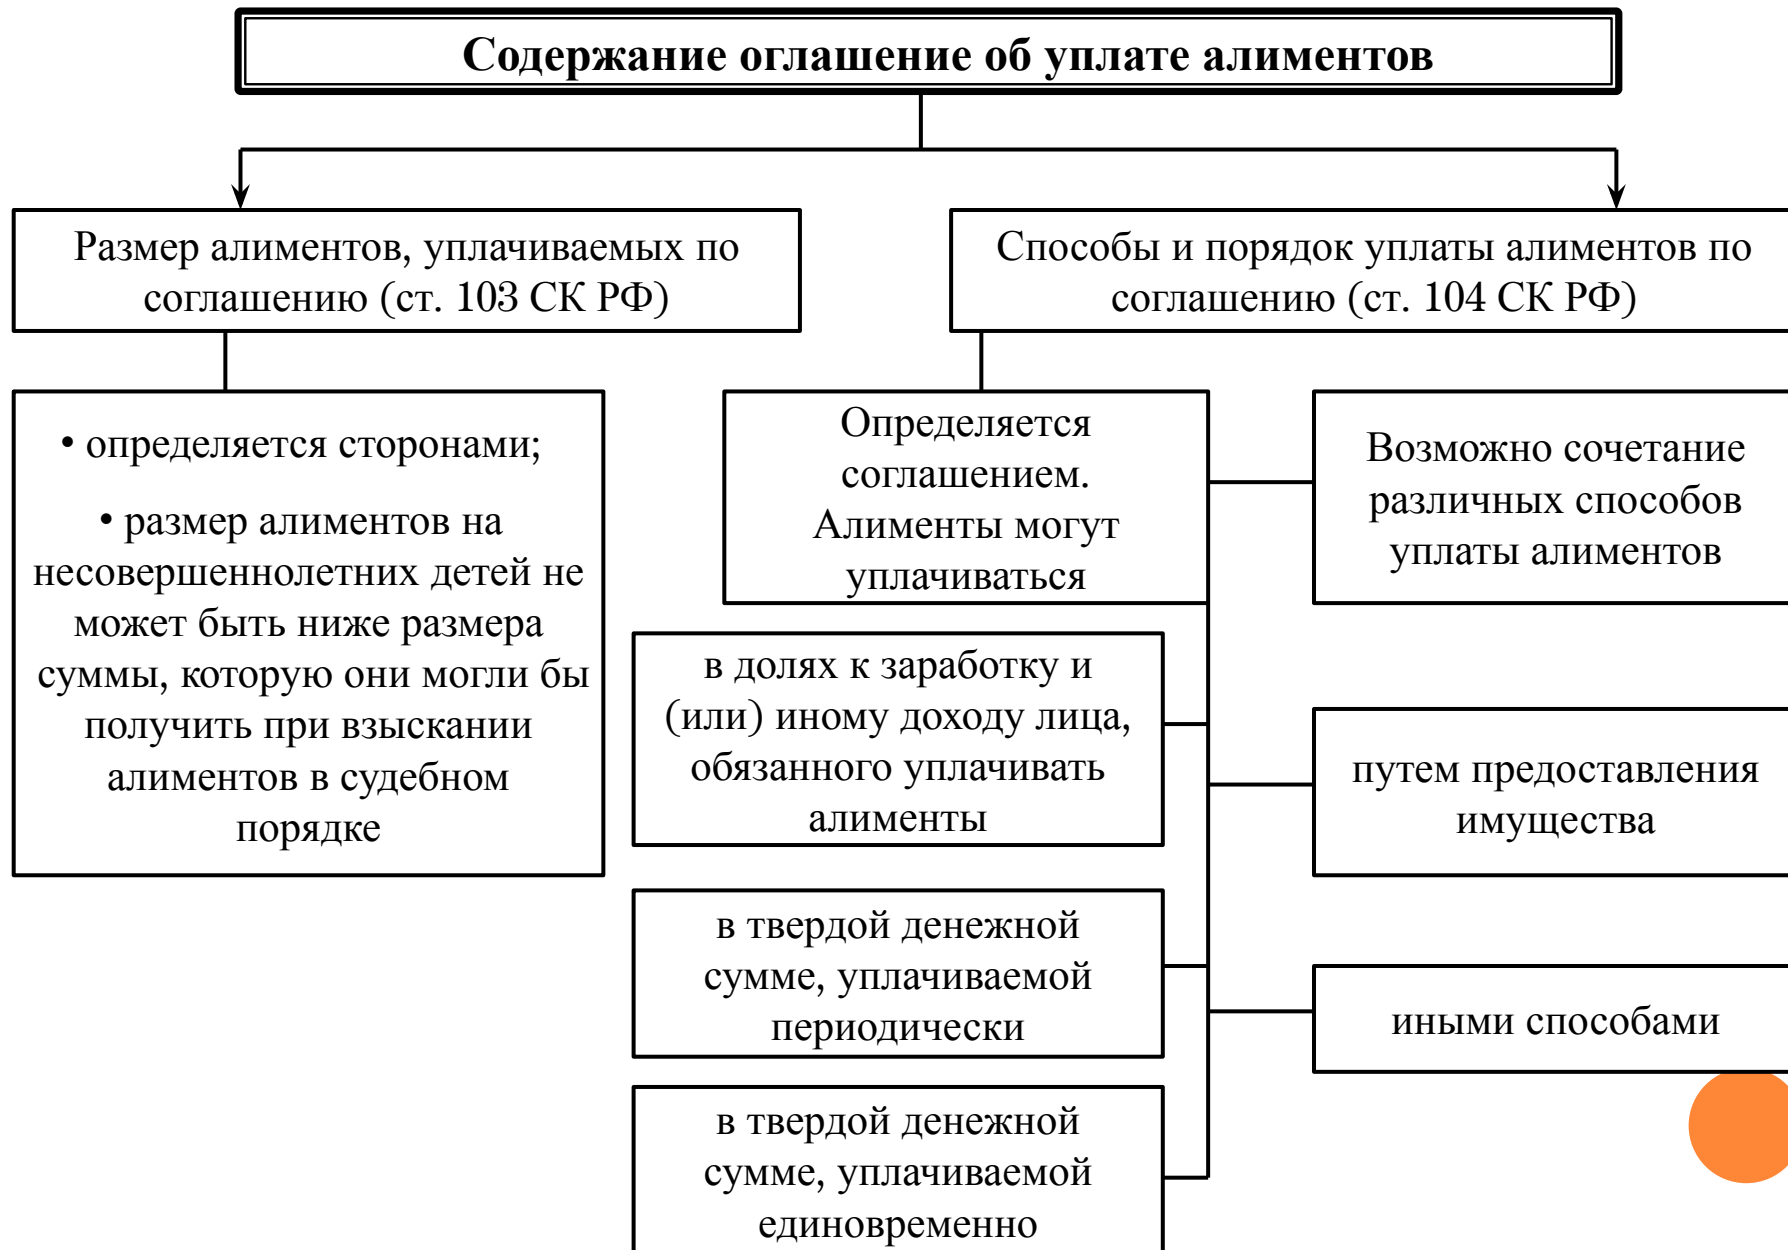 Содержание оглашение об уплате алиментов
Размер алиментов, уплачиваемых по
соглашению (ст. 103 СК РФ)
Способы и порядок уплаты алиментов по
соглашению (ст. 104 СК РФ)
• определяется сторонами;
• размер алиментов на
несовершеннолетних детей не
может быть ниже размера
суммы, которую они могли бы
получить при взыскании
алиментов в судебном
порядке
Определяется
соглашением.
Алименты могут
уплачиваться
Возможно сочетание
различных способов
уплаты алиментов
в долях к заработку и
(или) иному доходу лица,
обязанного уплачивать
алименты
путем предоставления
имущества
в твердой денежной
сумме, уплачиваемой
периодически
иными способами
в твердой денежной
сумме, уплачиваемой
единовременно